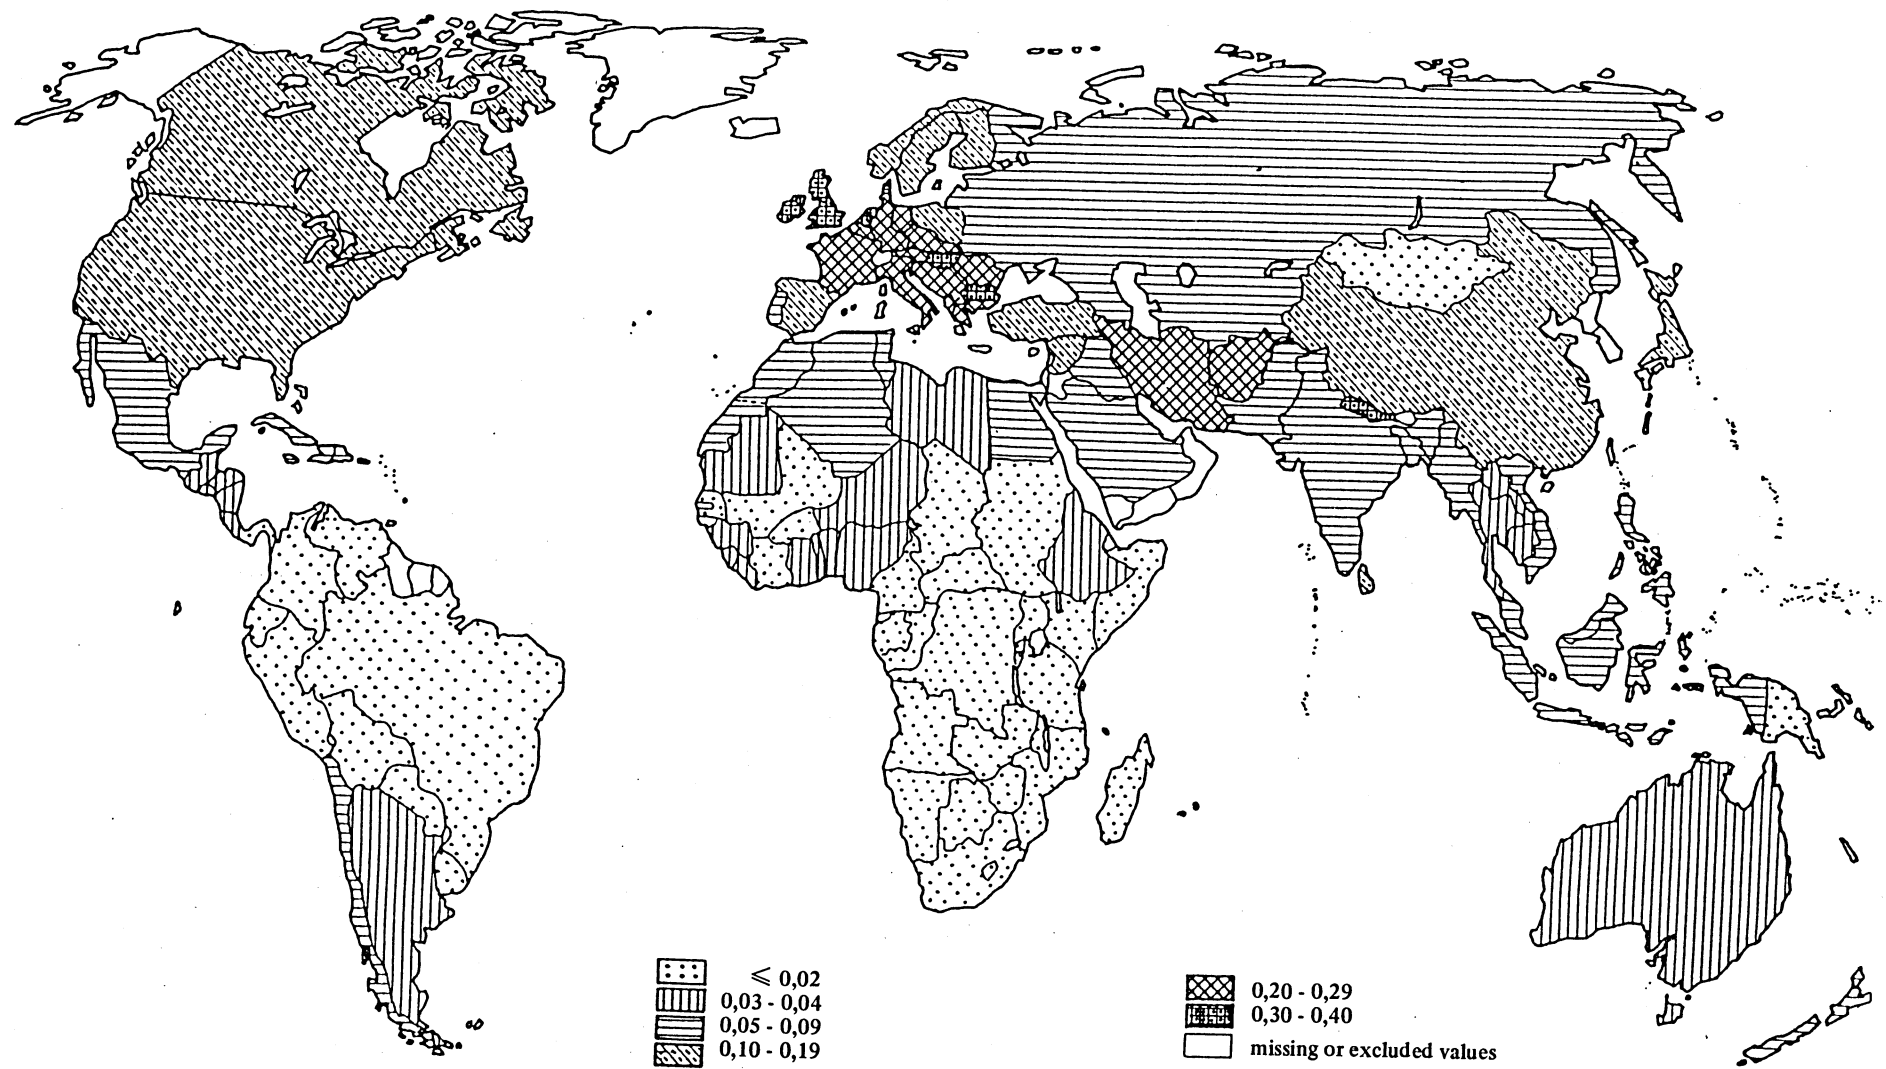 ⩽ 0,02
0,03 - 0,04
0,05 - 0,09
0,10 - 0,19
0,20 - 0,29
0,30 - 0,40
missing or excluded values